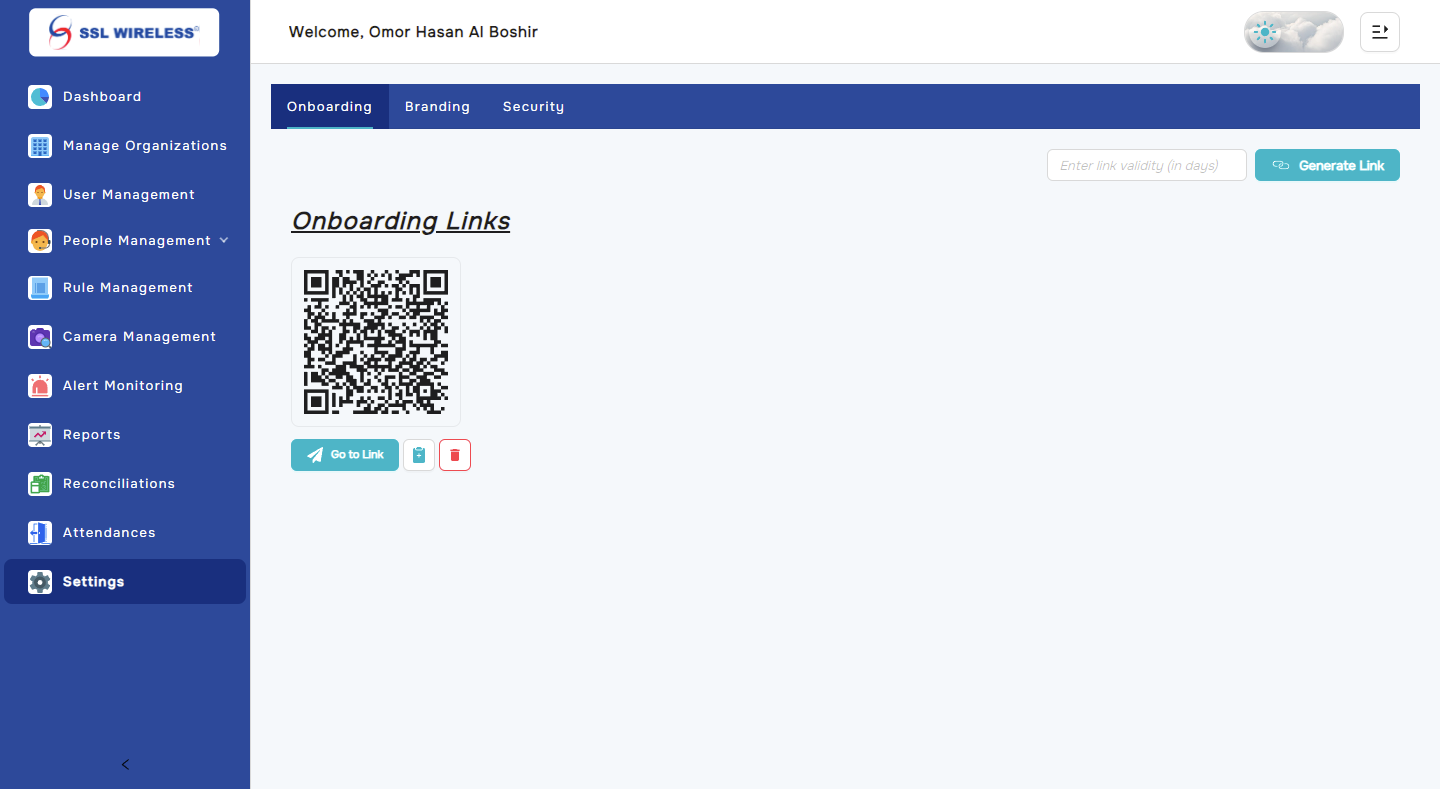 SSL WIRELESS
Welcome, Omor Hasan Al Boshir
Dashboard
Manage Organizations
User Management
People Management
Rule Management
Camera Management
Alert Monitoring
Reports
Reconciliations
Attendances
Settings
Onboarding Branding Security
Enter link validity (in days) Generate Link
Onboarding Links
Go to Link